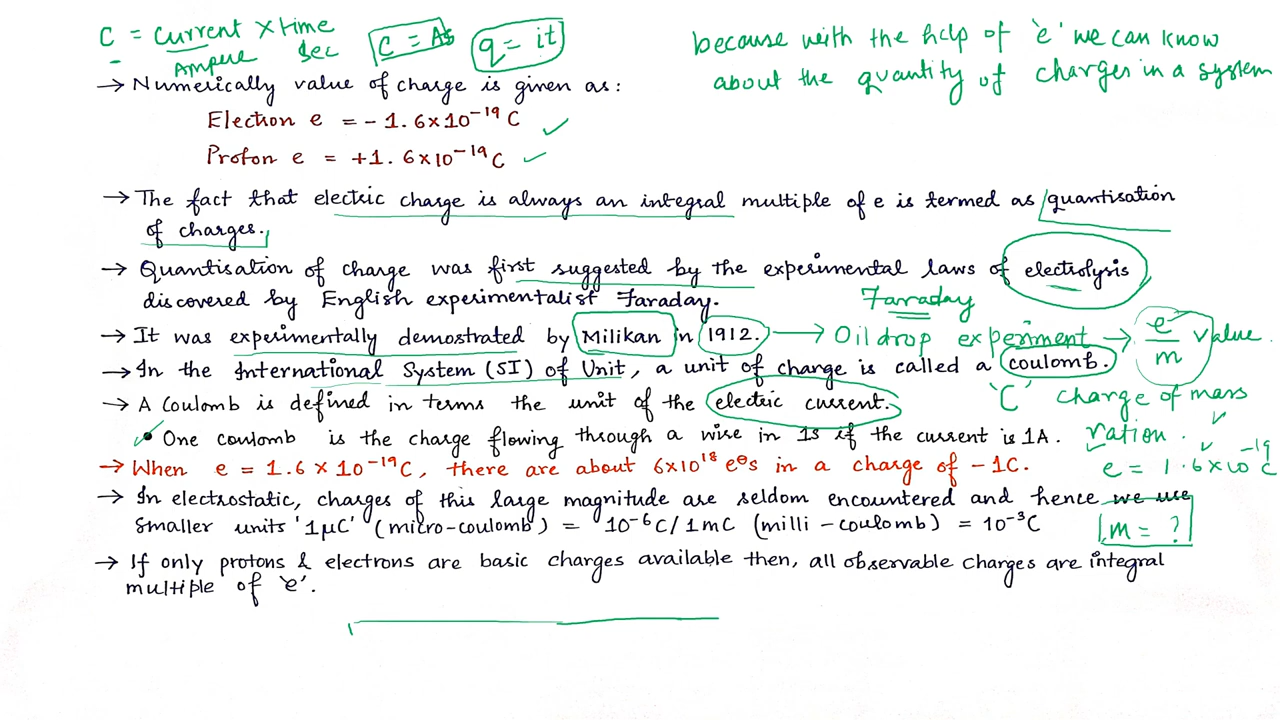 C = Current × time
Ampere sec
C = As
q = it
because with the help of 'e' we can know
about the quantity of charges in a system
→ Numerically value of charge is given as:
Electron e = - 1.6×10⁻¹⁹ C ✓
Proton e = +1.6×10⁻¹⁹ C ✓
→ The fact that electric charge is always an integral multiple of e is termed as quantisation
of charges.
→ Quantisation of charge was first suggested by the experimental laws of electrolysis
discovered by English experimentalist Faraday.
Faraday
→ It was experimentally demostrated by Milikan in 1912. → Oil drop experiment → e/m value.
→ In the International System (SI) of Unit, a unit of charge is called a coulomb.
'C' charge of mass
→ A Coulomb is defined in terms the unit of the electric current.
• One coulomb is the charge flowing through a wise in 1s if the current is 1A.
ration.
→ When e = 1.6 × 10⁻¹⁹C, there are about 6×10¹⁸ e⊖s in a charge of - 1C.
e = 1.6×10⁻¹⁹ C
→ In electrostatic, charges of this large magnitude are seldom encountered and hence we use
smaller units '1μC' (micro-coulomb) = 10⁻⁶C/1mC (milli-coulomb) = 10⁻³C
m = ?
→ If only protons & electrons are basic charges available then, all observable charges are integral
multiple of 'e'.